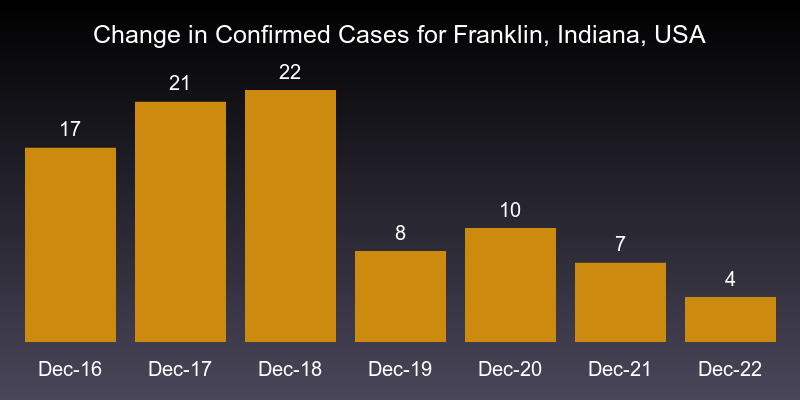 Change in Confirmed Cases for Franklin, Indiana, USA
17
21
22
8
10
7
4
Dec-16
Dec-17
Dec-18
Dec-19
Dec-20
Dec-21
Dec-22